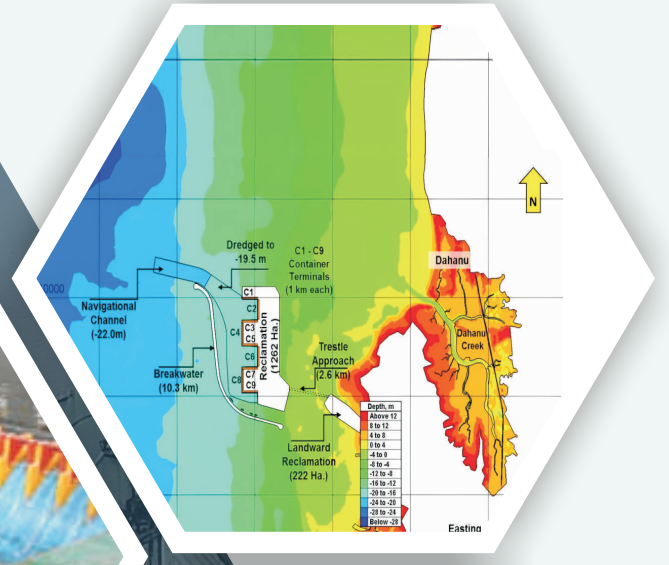 N
Dahanu
Dredged to
-19.5 m
C1 - C9
Container
Terminals
(1 km each)
0000
Navigational
Channel
(-22.0m)
C1
C2
C3
C4
C5
C6
C7
C8
C9
Reclamation
(1262 Ha.)
Dahanu
Creek
Trestle
Approach
(2.6 km)
Breakwater
(10.3 km)
Landward
Reclamation
(222 Ha.)
Depth, m
Above 12
8 to 12
4 to 8
0 to 4
-4 to 0
-8 to -4
-12 to -8
-16 to -12
-20 to -16
-24 to -20
-28 to -24
Below -28
Easting